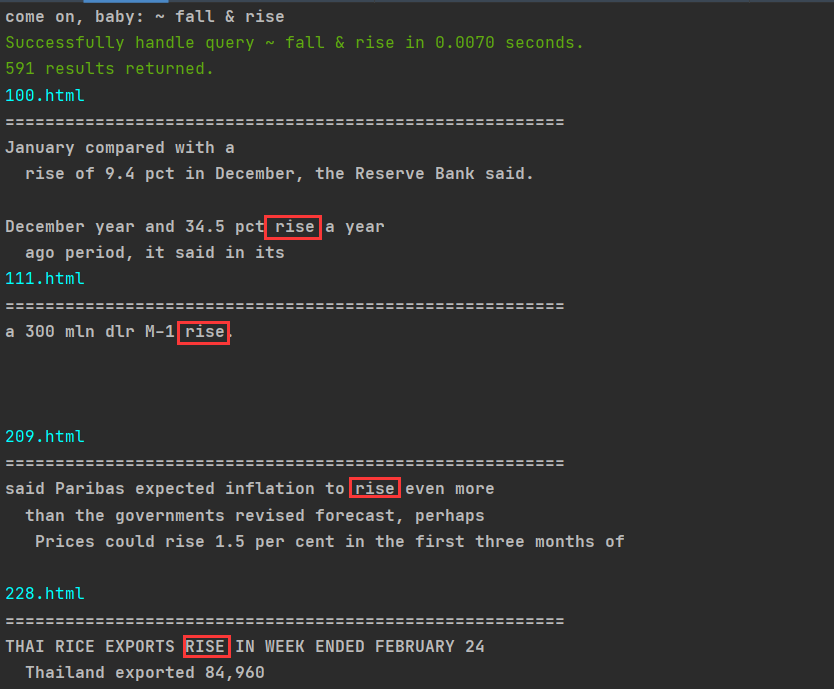 come on, baby: ~ fall & rise
Successfully handle query ~ fall & rise in 0.0070 seconds.
591 results returned.
100.html
========================================================
January compared with a
rise of 9.4 pct in December, the Reserve Bank said.
December year and 34.5 pct rise a year
ago period, it said in its
111.html
========================================================
a 300 mln dlr M-1 rise.
209.html
========================================================
said Paribas expected inflation to rise even more
than the governments revised forecast, perhaps
Prices could rise 1.5 per cent in the first three months of
228.html
========================================================
THAI RICE EXPORTS RISE IN WEEK ENDED FEBRUARY 24
Thailand exported 84,960